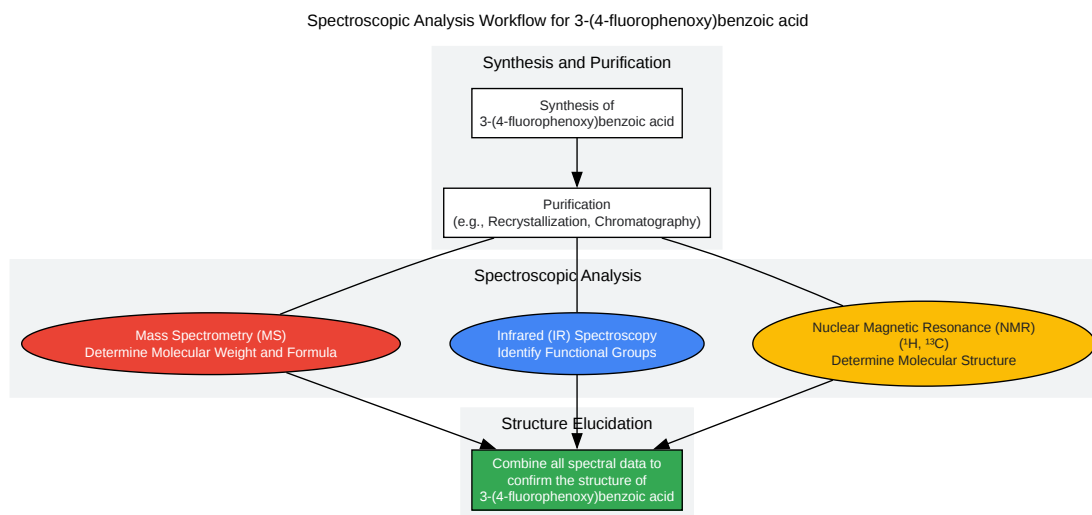 Spectroscopic Analysis Workflow for 3-(4-fluorophenoxy)benzoic acid
Synthesis and Purification
Synthesis of
3-(4-fluorophenoxy)benzoic acid
Purification
(e.g., Recrystallization, Chromatography)
Spectroscopic Analysis
Mass Spectrometry (MS)
Determine Molecular Weight and Formula
Infrared (IR) Spectroscopy
Identify Functional Groups
Nuclear Magnetic Resonance (NMR)
(¹H, ¹³C)
Determine Molecular Structure
Structure Elucidation
Combine all spectral data to
confirm the structure of
3-(4-fluorophenoxy)benzoic acid